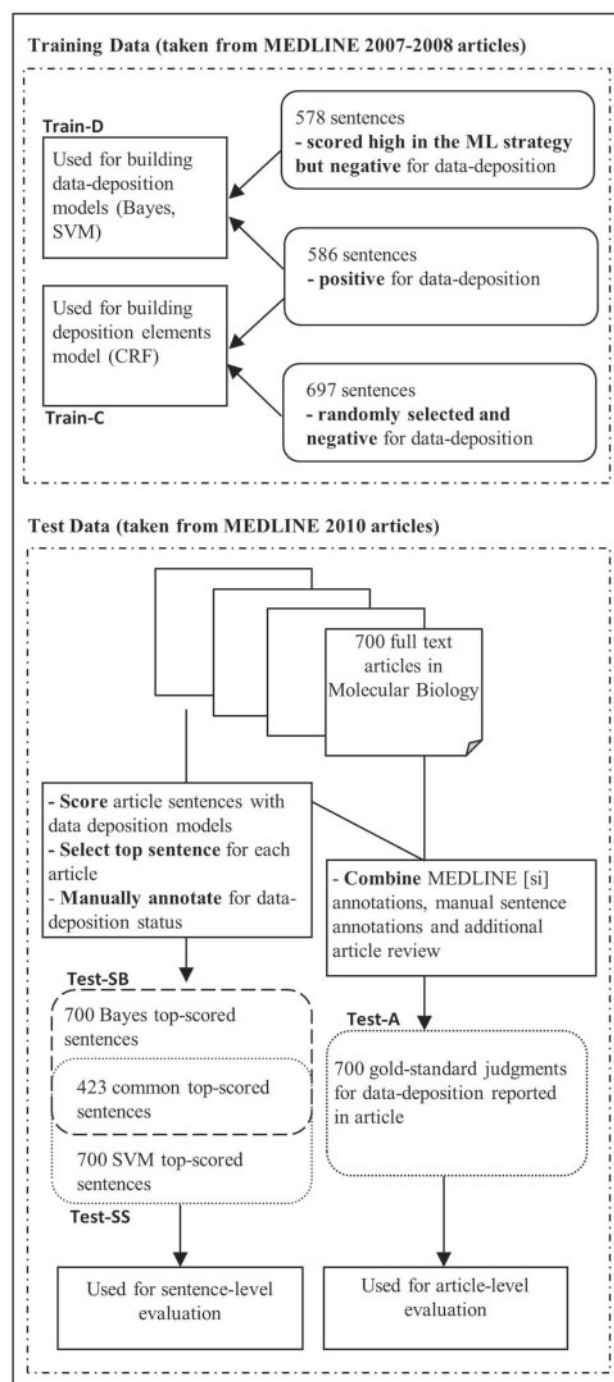 Training Data (taken from MEDLINE 2007-2008 articles)
Train-D
Used for building
data-deposition
models (Bayes,
SVM)
578 sentences
- scored high in the ML strategy
but negative for data-deposition
586 sentences
- positive for data-deposition
Used for building
deposition elements
model (CRF)
Train-C
697 sentences
- randomly selected and
negative for data-deposition
Test Data (taken from MEDLINE 2010 articles)
700 full text
articles in
Molecular Biology
- Score article sentences with
data deposition models
- Select top sentence for each
article
- Manually annotate for data-
deposition status
- Combine MEDLINE [si]
annotations, manual sentence
annotations and additional
article review
Test-SB
700 Bayes top-scored
sentences
423 common top-scored
sentences
700 SVM top-scored
sentences
Test-SS
Test-A
700 gold-standard judgments
for data-deposition reported
in article
Used for sentence-level
evaluation
Used for article-level
evaluation